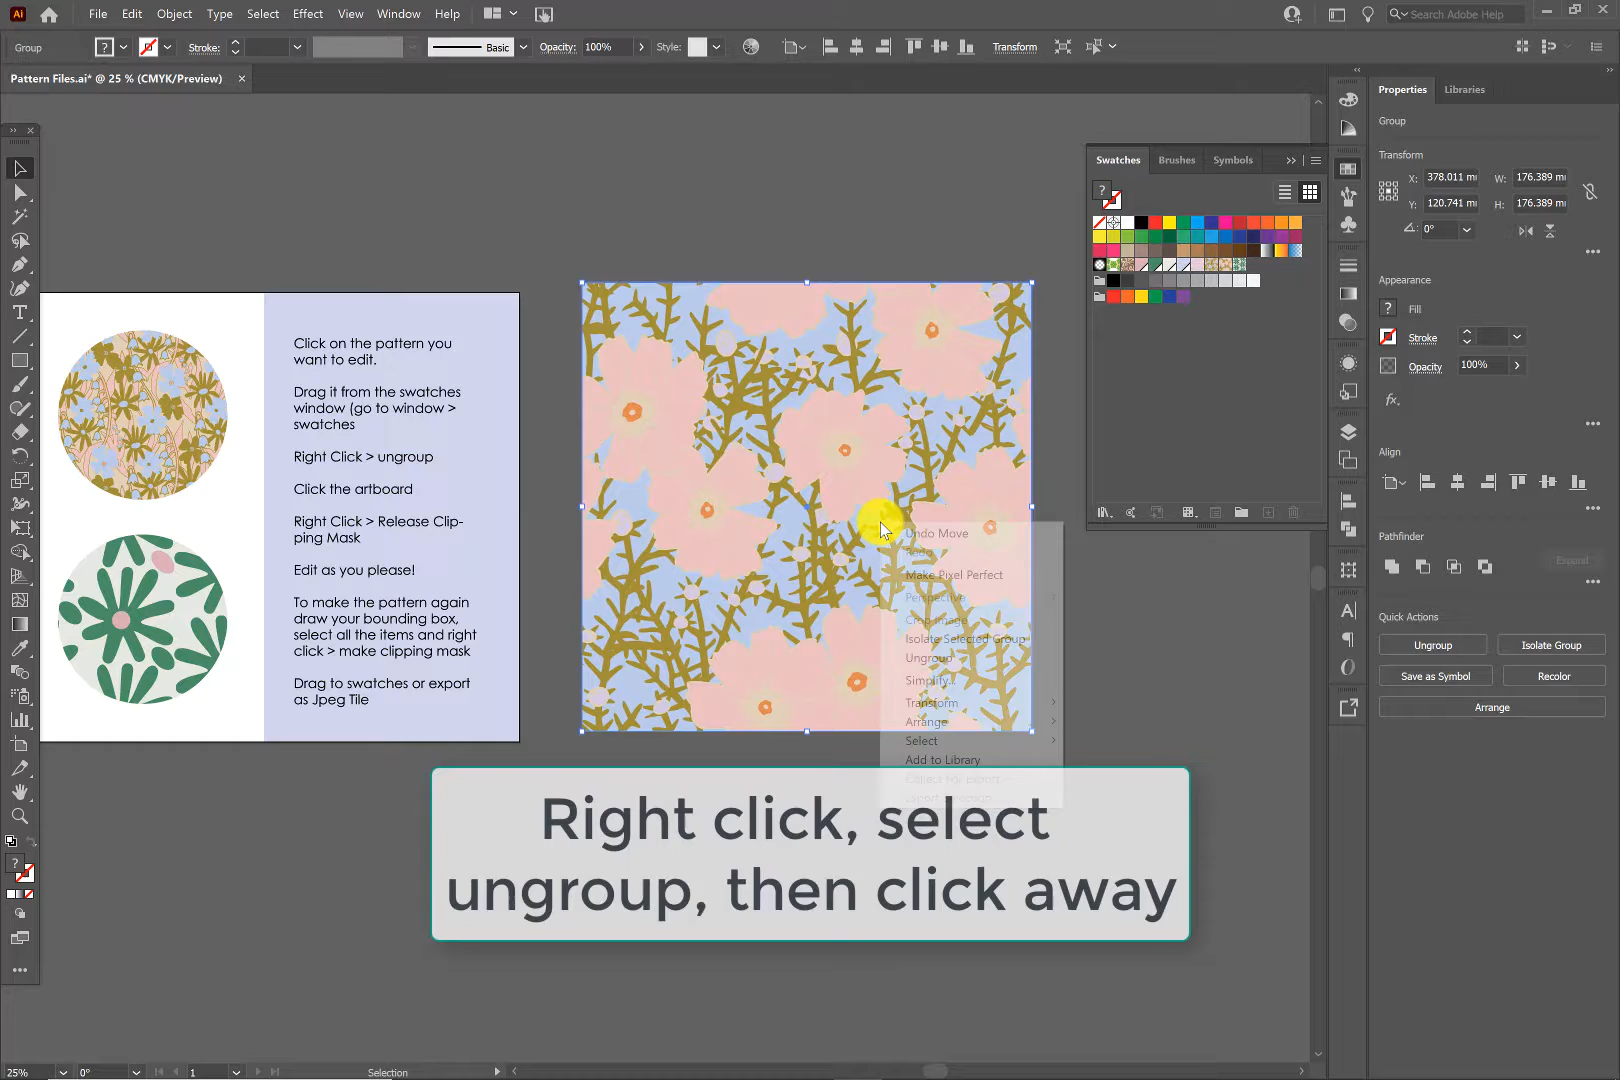 Ai File Edit Object Type Select Effect View Window Help Search Adobe Help
Group ? Stroke: Basic Opacity: 100% Style: Transform
Pattern Files.ai* @ 25 % (CMYK/Preview)
Click on the pattern you
want to edit.
Drag it from the swatches
window (go to window >
swatches
Right Click > ungroup
Click the artboard
Right Click > Release Clip-
ping Mask
Edit as you please!
To make the pattern again
draw your bounding box,
select all the items and right
click > make clipping mask
Drag to swatches or export
as Jpeg Tile
Undo Move
Redo
Make Pixel Perfect
Perspective
Crop Image
Isolate Selected Group
Ungroup
Simplify...
Transform
Arrange
Select
Add to Library
Right click, select
ungroup, then click away
Swatches Brushes Symbols
?
Properties Libraries
Group
Transform
X: 378.011 m W: 176.389 m
Y: 120.741 m H: 176.389 m
0°
Appearance
? Fill
Stroke
Opacity 100%
fx.
Align
Pathfinder
Expand
Quick Actions
Ungroup Isolate Group
Save as Symbol Recolor
Arrange
?
25% 0° 1 Selection